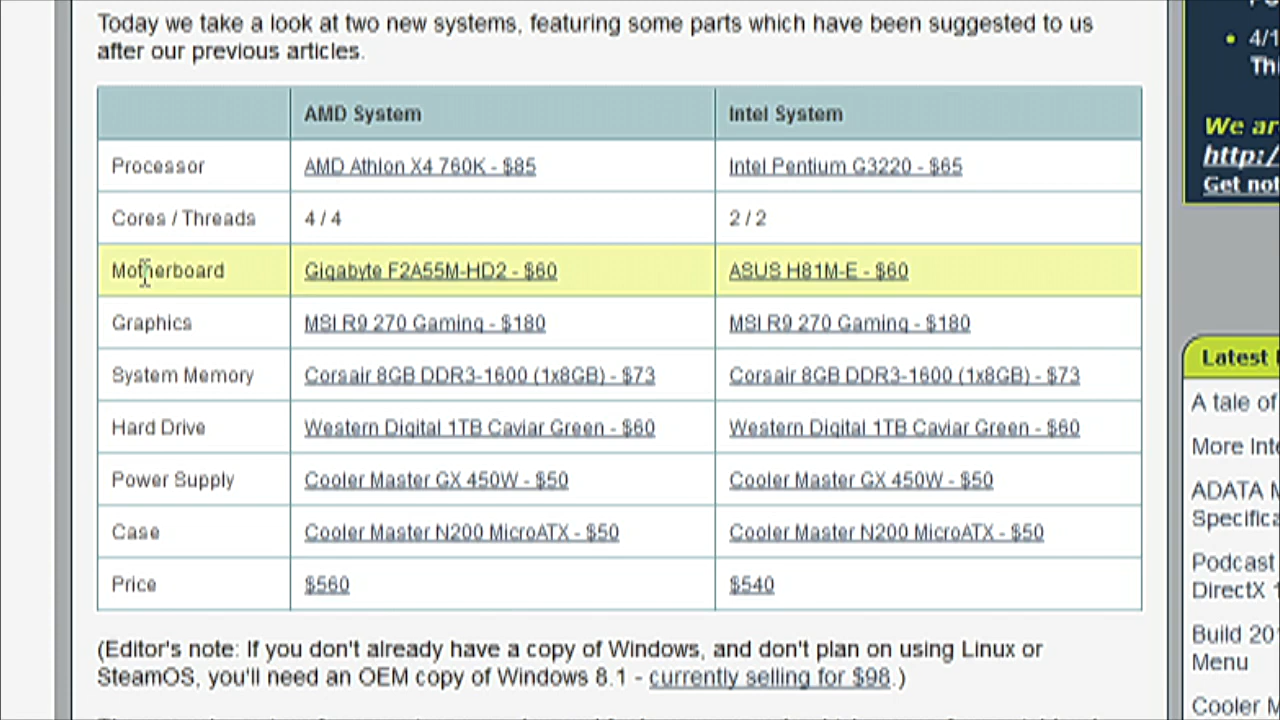 Today we take a look at two new systems, featuring some parts which have been suggested to us
after our previous articles.
AMD System Intel System
Processor AMD Athlon X4 760K - $85 Intel Pentium G3220 - $65
Cores / Threads 4 / 4 2 / 2
Motherboard Gigabyte F2A55M-HD2 - $60 ASUS H81M-E - $60
Graphics MSI R9 270 Gaming - $180 MSI R9 270 Gaming - $180
System Memory Corsair 8GB DDR3-1600 (1x8GB) - $73 Corsair 8GB DDR3-1600 (1x8GB) - $73
Hard Drive Western Digital 1TB Caviar Green - $60 Western Digital 1TB Caviar Green - $60
Power Supply Cooler Master GX 450W - $50 Cooler Master GX 450W - $50
Case Cooler Master N200 MicroATX - $50 Cooler Master N200 MicroATX - $50
Price $560 $540
(Editor's note: If you don't already have a copy of Windows, and don't plan on using Linux or
SteamOS, you'll need an OEM copy of Windows 8.1 - currently selling for $98.)
4/1
Th
We ar
http:/
Get not
Latest
A tale of
More Inte
ADATA M
Specifica
Podcast
DirectX 1
Build 20
Menu
Cooler M